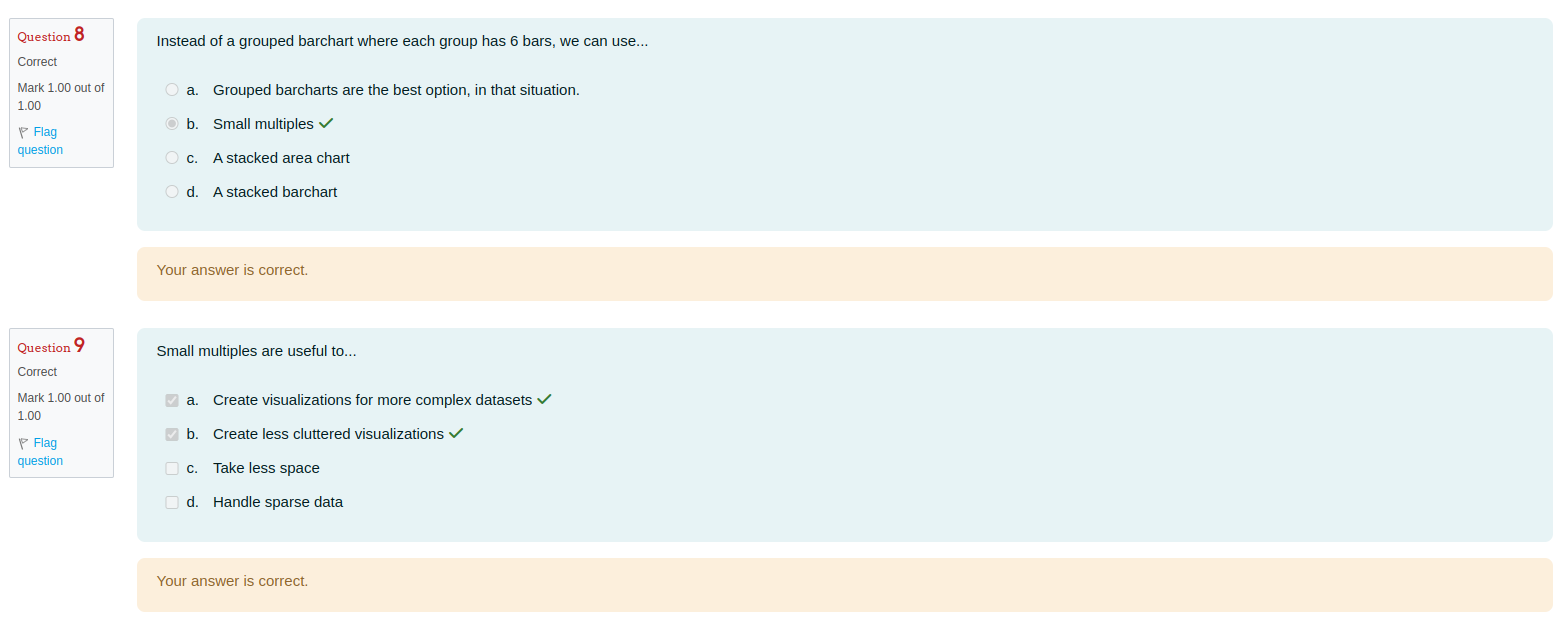 Question 8
Correct
Mark 1.00 out of
1.00
Flag
question
Instead of a grouped barchart where each group has 6 bars, we can use...
a. Grouped barcharts are the best option, in that situation.
b. Small multiples
c. A stacked area chart
d. A stacked barchart
Your answer is correct.
Question 9
Correct
Mark 1.00 out of
1.00
Flag
question
Small multiples are useful to...
a. Create visualizations for more complex datasets
b. Create less cluttered visualizations
c. Take less space
d. Handle sparse data
Your answer is correct.